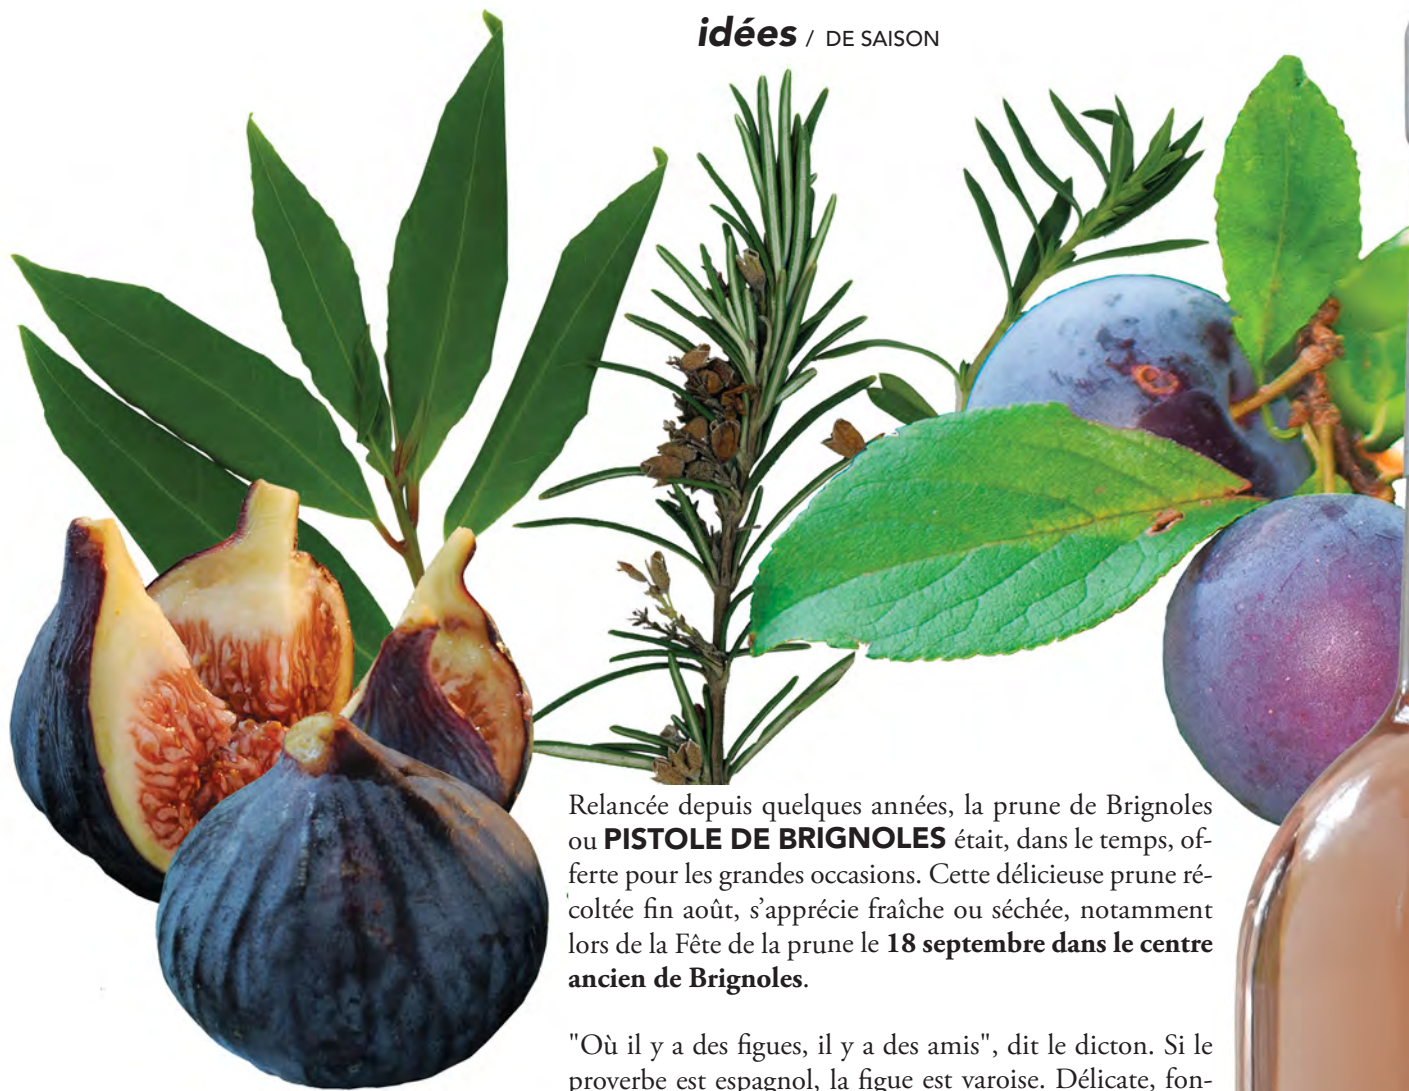 idées / DE SAISON
Relancée depuis quelques années, la prune de Brignoles
ou PISTOLE DE BRIGNOLES était, dans le temps, of-
ferte pour les grandes occasions. Cette délicieuse prune ré-
coltée fin août, s’apprécie fraîche ou séchée, notamment
lors de la Fête de la prune le 18 septembre dans le centre
ancien de Brignoles.
"Où il y a des figues, il y a des amis", dit le dicton. Si le
proverbe est espagnol, la figue est varoise. Délicate, fon-